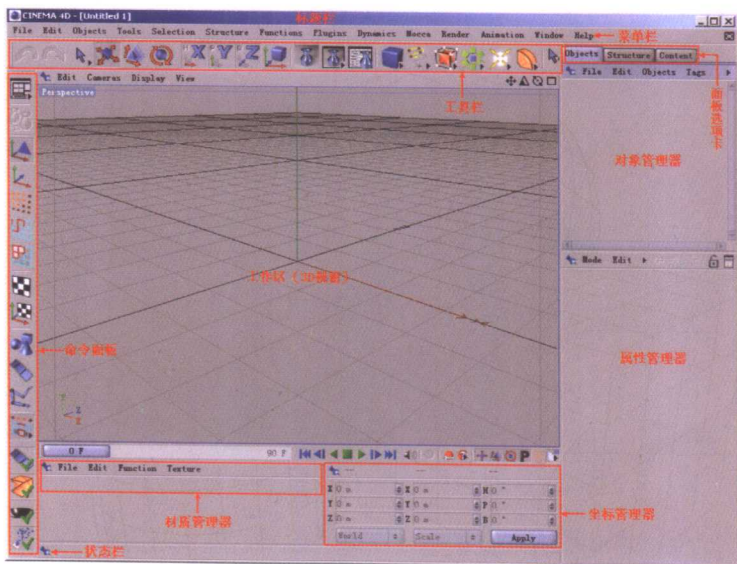 CINEMA 4D - [Untitled 1]
标题栏
File Edit Objects Tools Selection Structure Functions Plugins Dynamics Mocca Render Animation Window Help
菜单栏
Objects Structure Content
Edit Cameras Display View
File Edit Objects Tags
Perspective
工具栏
面板选项卡
对象管理器
Mode Edit
工作区（3D视窗）
命令面板
属性管理器
Y
Z
X
0 F
90 F
P
File Edit Function Texture
-- -- --
X 0 m X 0 m H 0 °
Y 0 m Y 0 m P 0 °
Z 0 m Z 0 m B 0 °
World Scale Apply
材质管理器
坐标管理器
状态栏